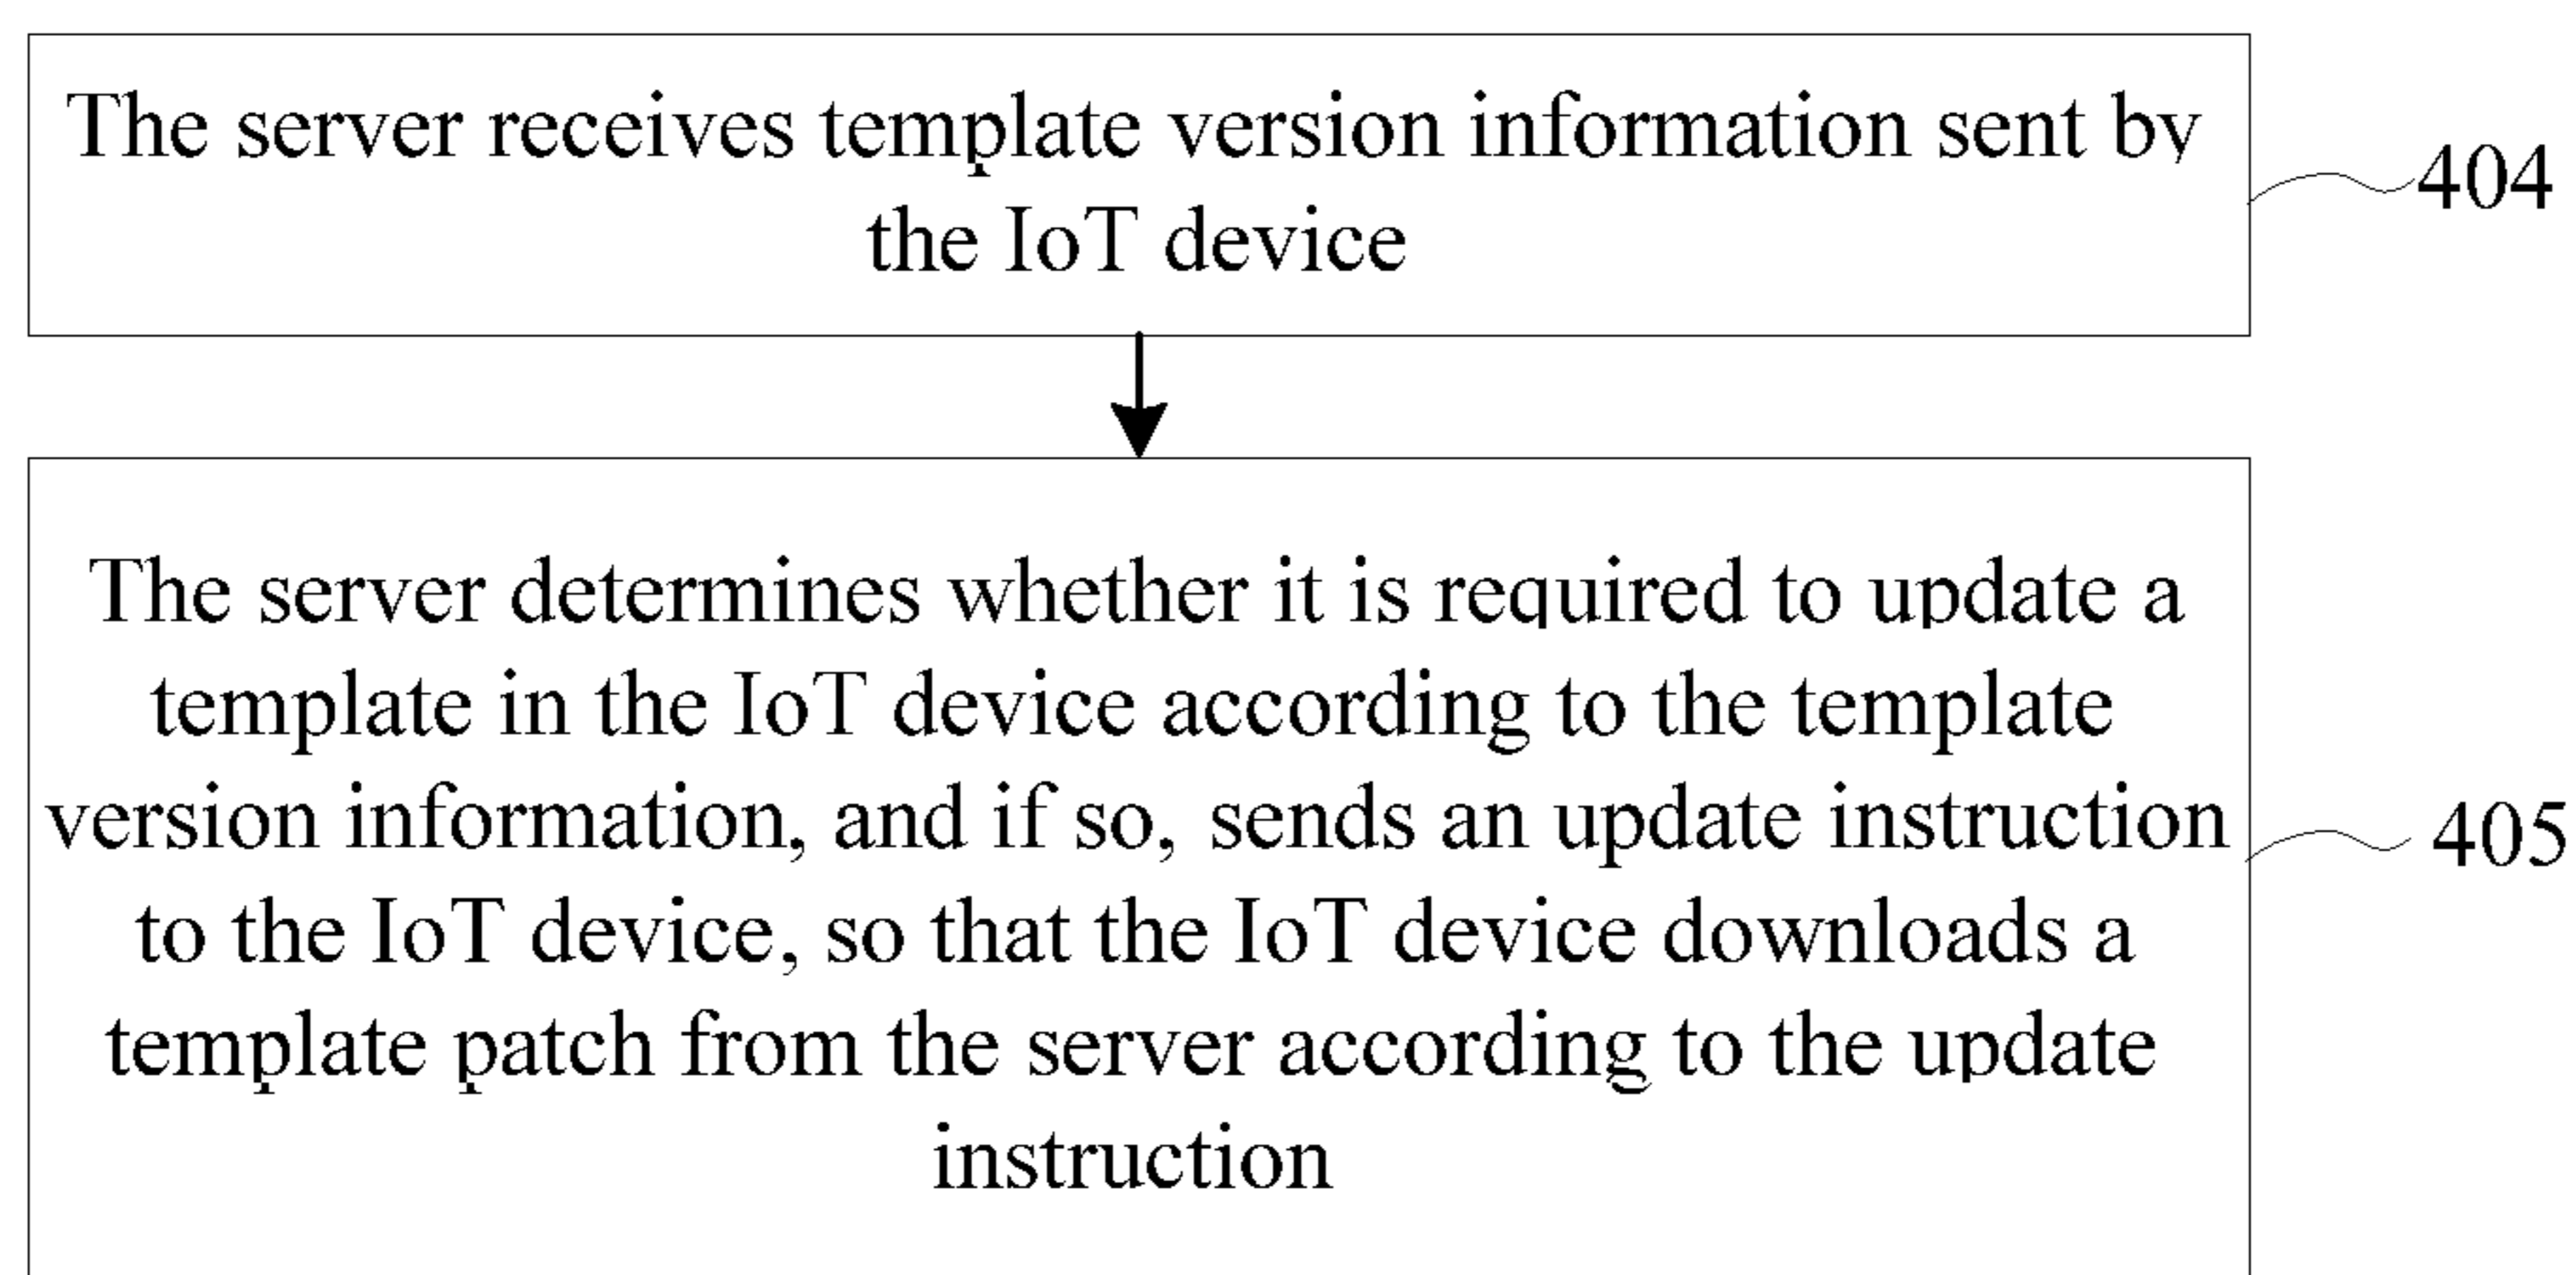 The server receives template version information sent by
the IoT device
404
The server determines whether it is required to update a
template in the IoT device according to the template
version information, and if so, sends an update instruction
to the IoT device, so that the IoT device downloads a
template patch from the server according to the update
instruction
405